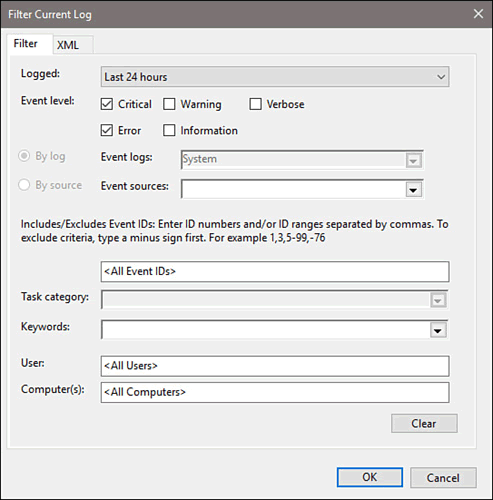 Filter Current Log
Filter XML
Logged: Last 24 hours
Event level: Critical Warning Verbose
Error Information
By log Event logs: System
By source Event sources:
Includes/Excludes Event IDs: Enter ID numbers and/or ID ranges separated by commas. To
exclude criteria, type a minus sign first. For example 1,3,5-99,-76
<All Event IDs>
Task category:
Keywords:
User: <All Users>
Computer(s): <All Computers>
Clear
OK Cancel